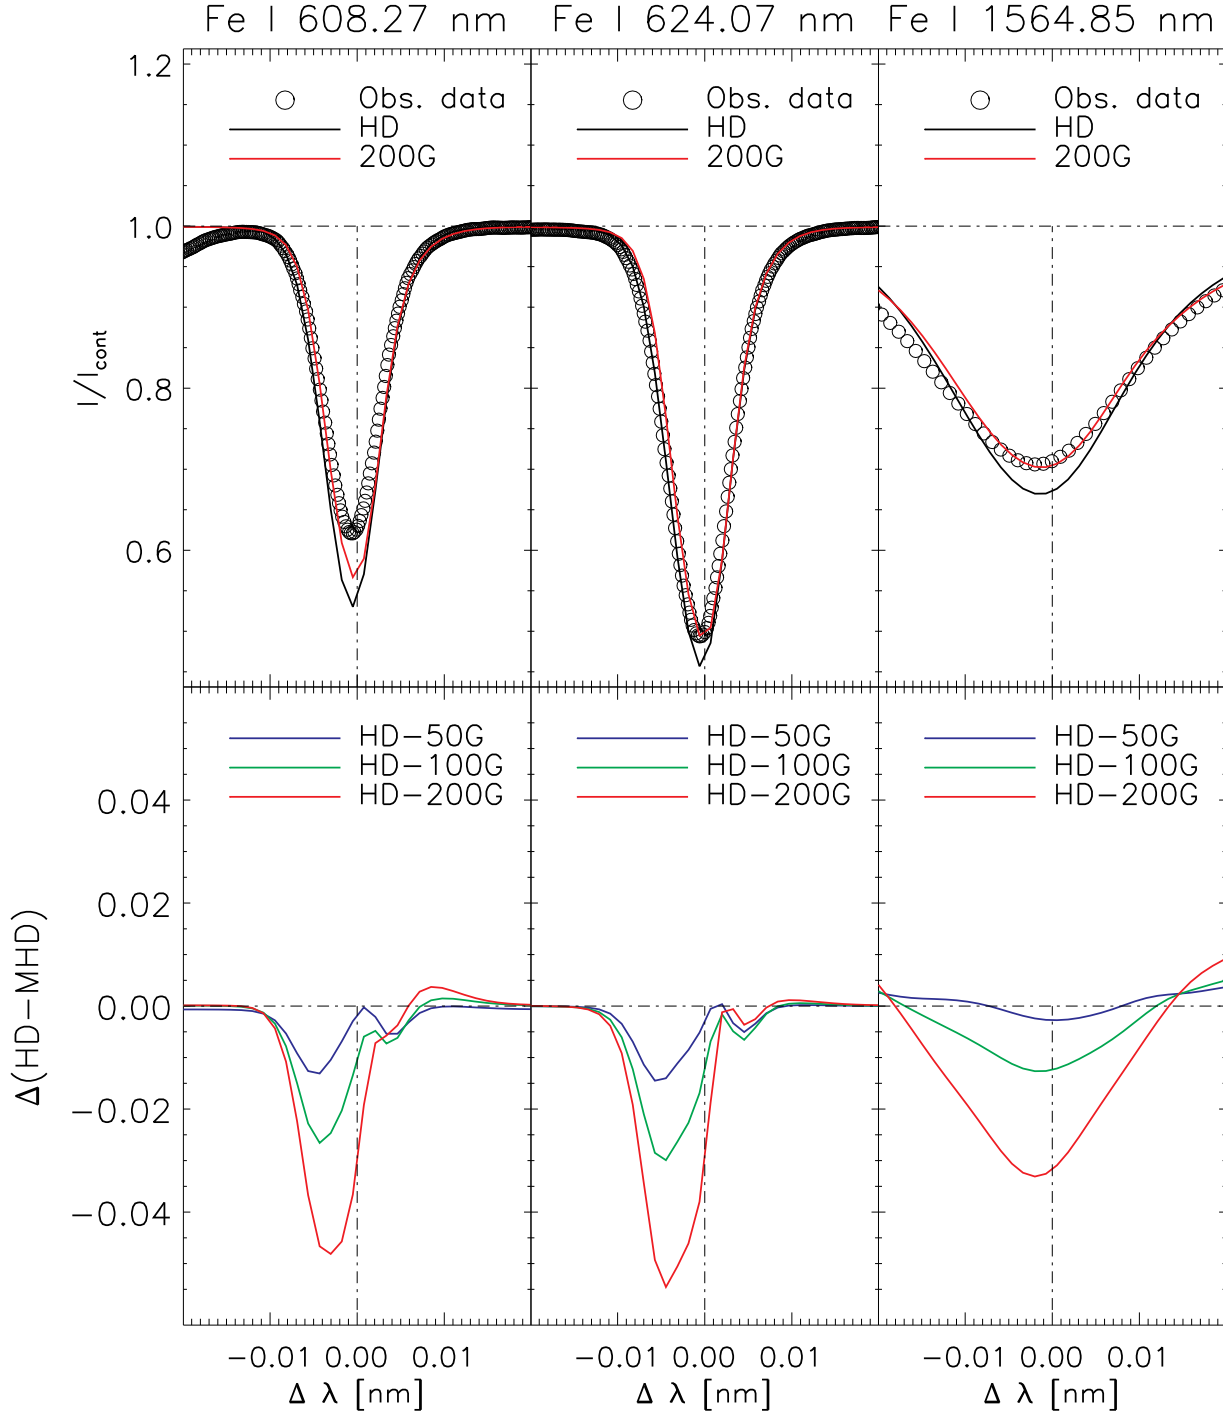 Fe I 608.27 nm
Fe I 624.07 nm
Fe I 1564.85 nm
Obs. data
HD
200G
Obs. data
HD
200G
Obs. data
HD
200G
1.2
1.0
0.8
0.6
I/Icont
HD-50G
HD-100G
HD-200G
HD-50G
HD-100G
HD-200G
HD-50G
HD-100G
HD-200G
0.04
0.02
0.00
-0.02
-0.04
Δ(HD-MHD)
-0.01 0.00 0.01
-0.01 0.00 0.01
-0.01 0.00 0.01
Δ λ [nm]
Δ λ [nm]
Δ λ [nm]